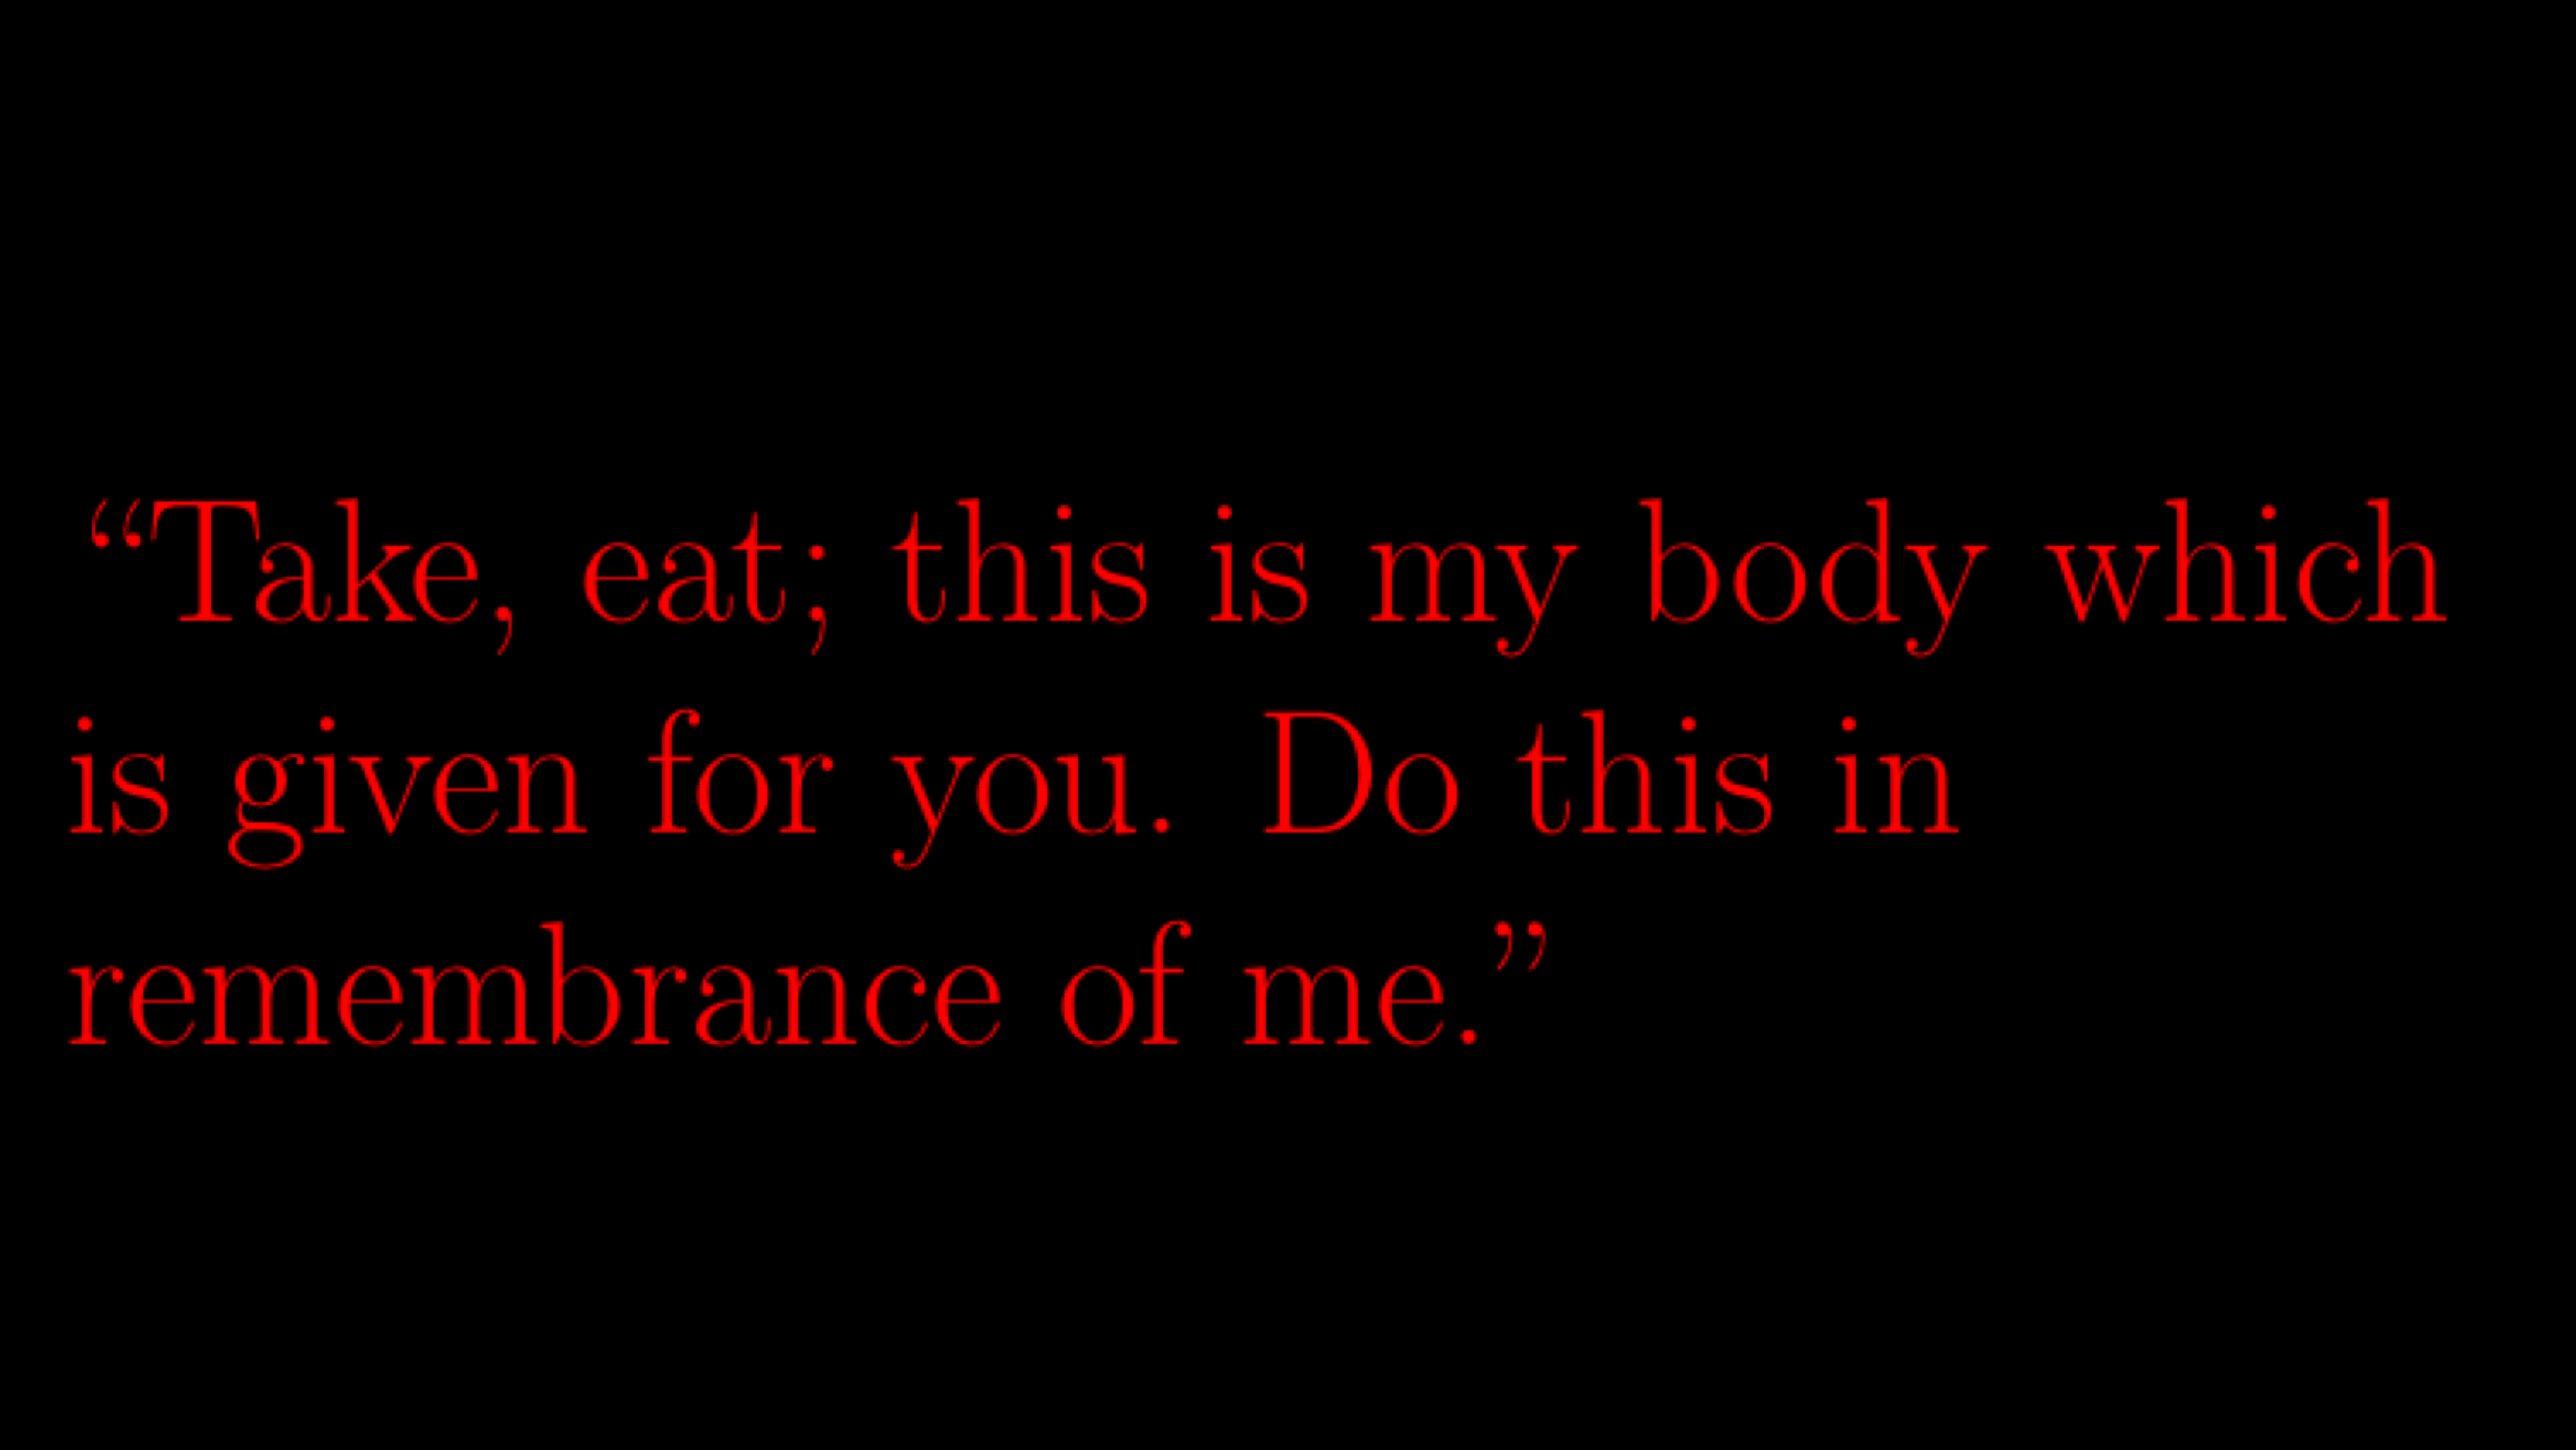 “Take, eat; this is my body which
is given for you. Do this in
remembrance of me.”